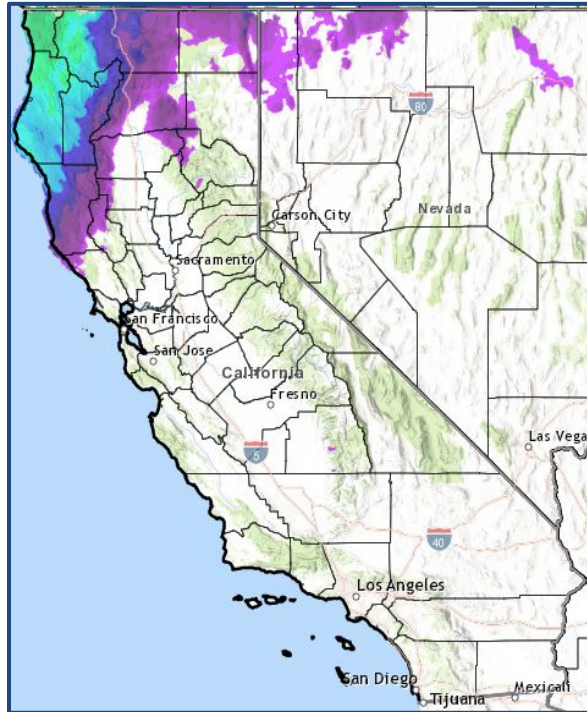 80
Nevada
Carson City
Sacramento
San Francisco
San Jose
California
Fresno
5
Las Vega
40
Los Angeles
San Diego
Tijuana
Mexicali